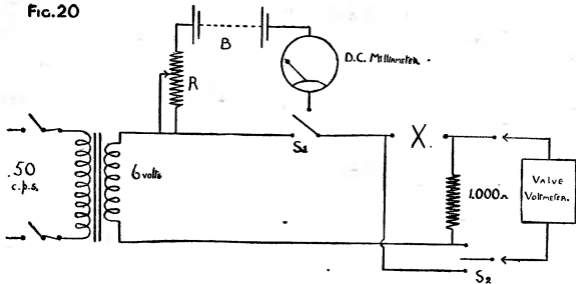 FIG.20
B
D.C. Milliameter.
R
50
c.p.s.
6 volts
S1
X.
1.000Ω
VALVE
VOLTMETER.
S2